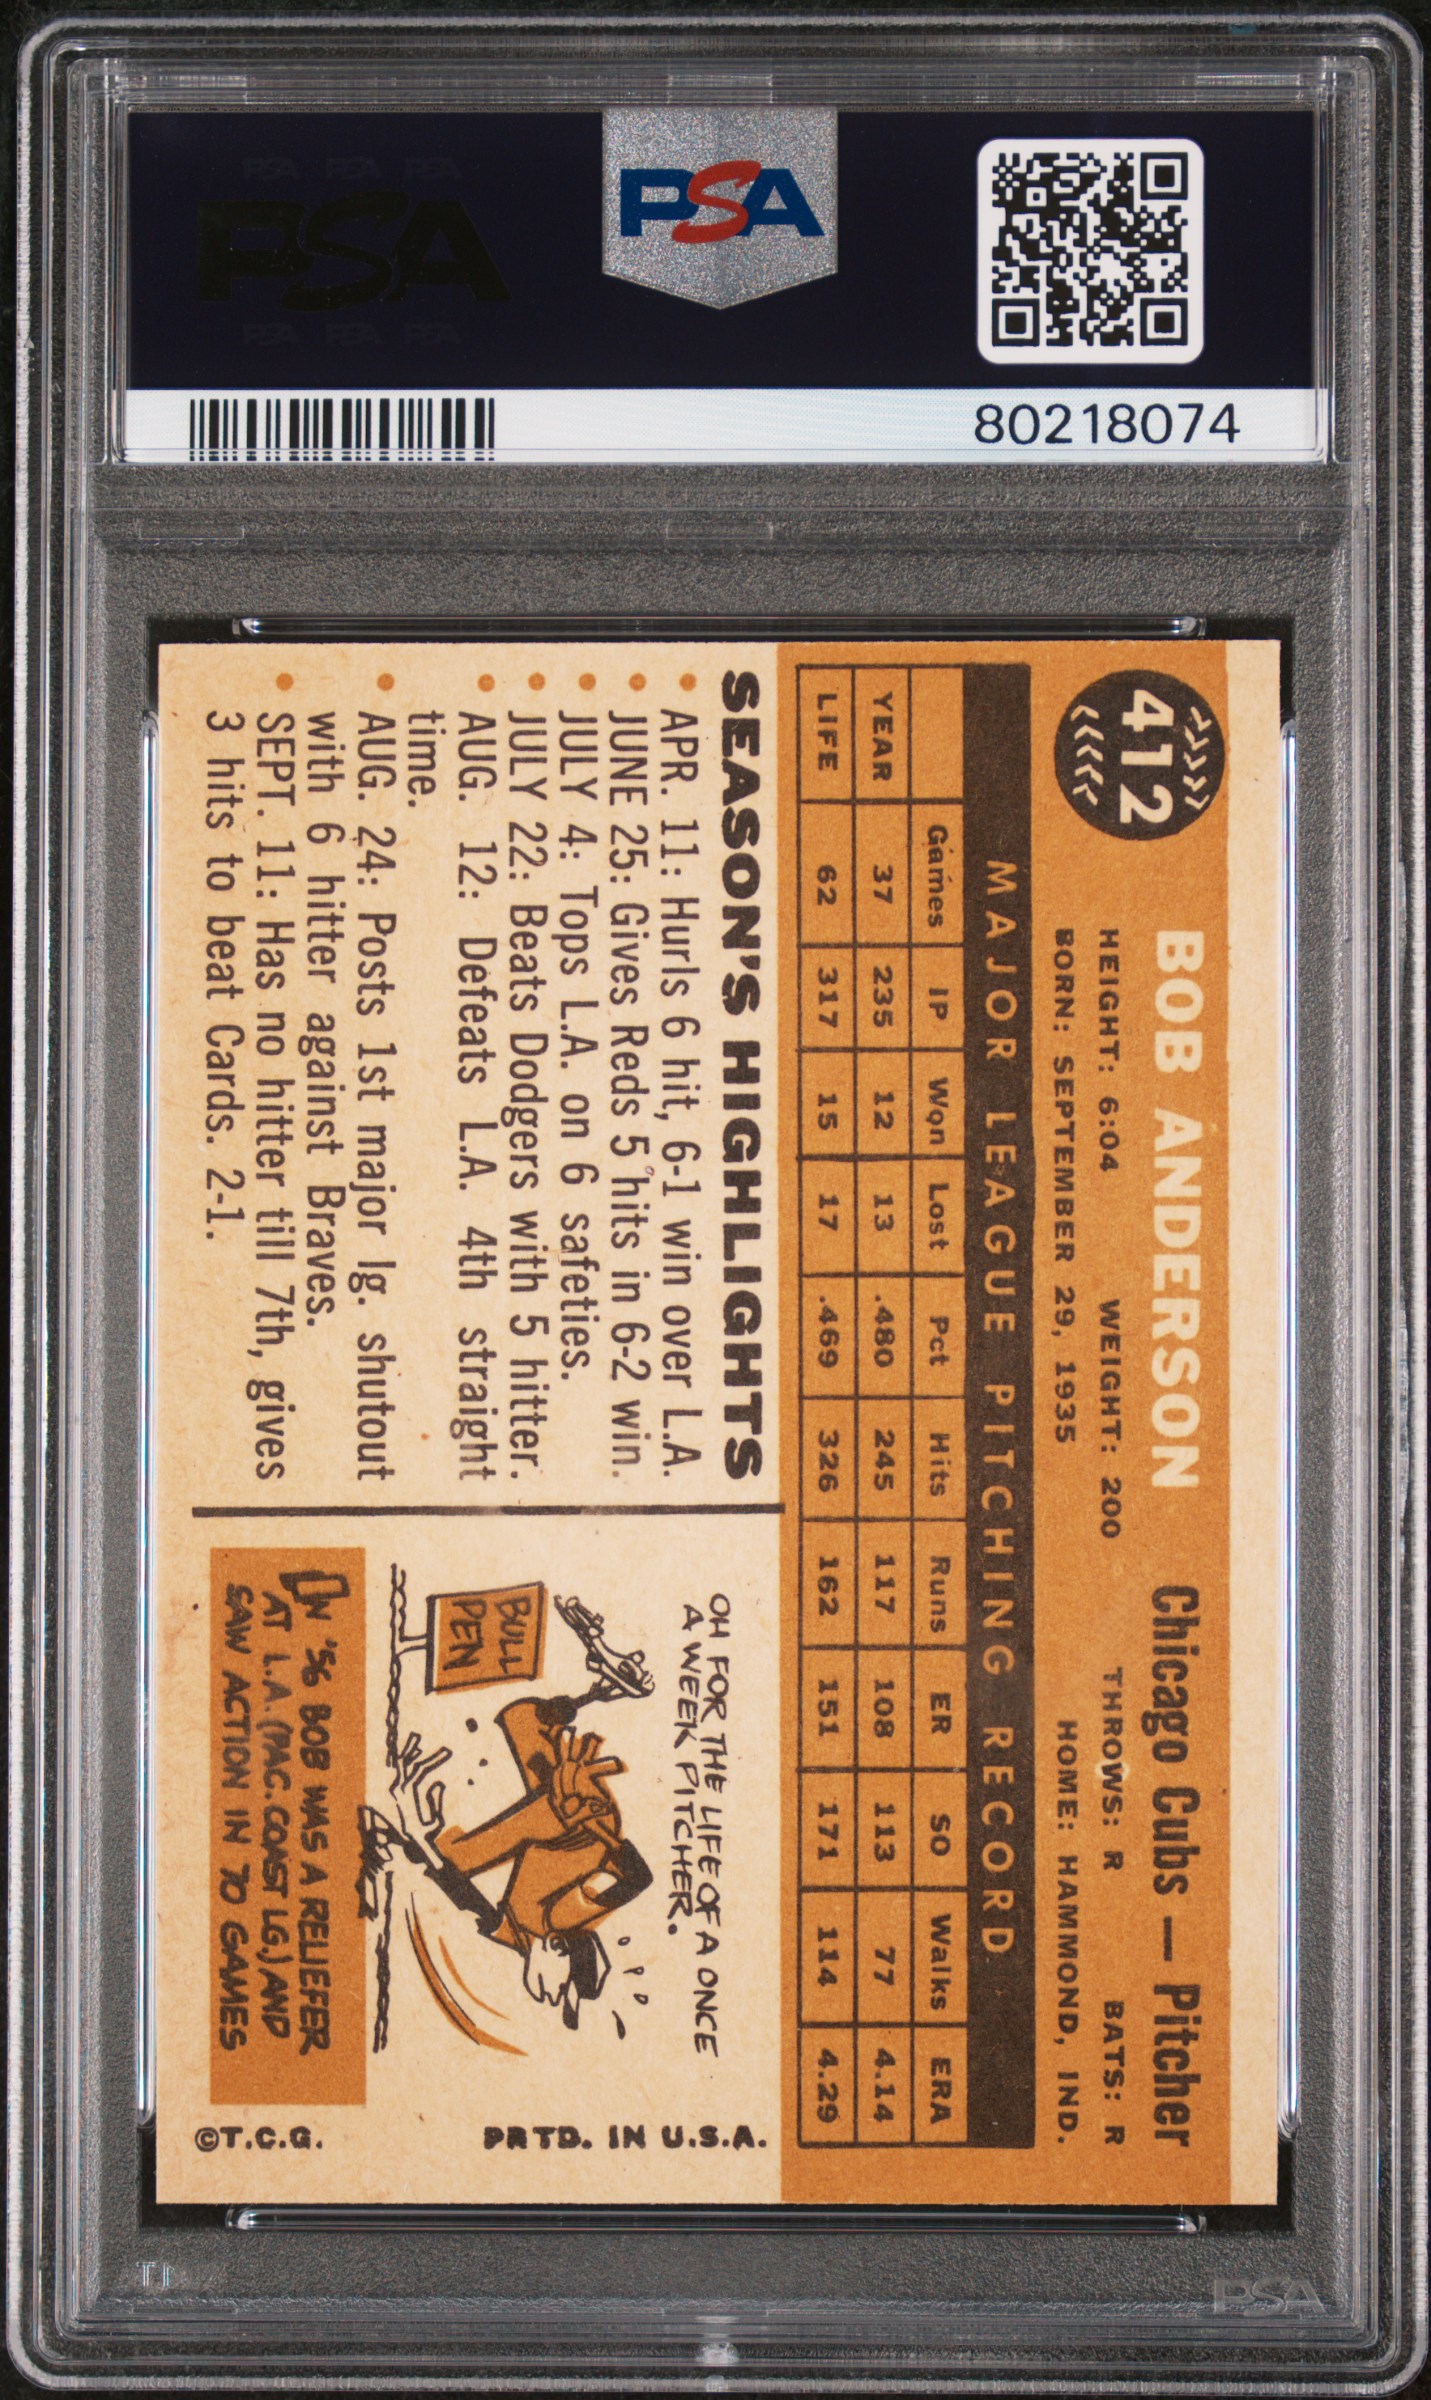 PSA PSA PSA
PSA
PSA PSA PSA
PSA
80218074
412
BOB ANDERSON Chicago Cubs — Pitcher
HEIGHT: 6:04 WEIGHT: 200 THROWS: R BATS: R
BORN: SEPTEMBER 29, 1935 HOME: HAMMOND, IND.
MAJOR LEAGUE PITCHING RECORD
Games IP Won Lost Pct Hits Runs ER SO Walks ERA
YEAR 37 235 12 13 .480 245 117 108 113 77 4.14
LIFE 62 317 15 17 .469 326 162 151 171 114 4.29
SEASON'S HIGHLIGHTS
• APR. 11: Hurls 6 hit, 6-1 win over L.A.
• JUNE 25: Gives Reds 5 hits in 6-2 win.
• JULY 4: Tops L.A. on 6 safeties.
• JULY 22: Beats Dodgers with 5 hitter.
• AUG. 12: Defeats L.A. 4th straight
time.
• AUG. 24: Posts 1st major lg. shutout
with 6 hitter against Braves.
• SEPT. 11: Has no hitter till 7th, gives
3 hits to beat Cards. 2-1.
OH FOR THE LIFE OF A ONCE
A WEEK PITCHER.
BULL
PEN
IN '56 BOB WAS A RELIEFER
AT L.A. (PAC. COAST LG.) AND
SAW ACTION IN 70 GAMES
PRTD. IN U.S.A.
©T.C.G.
PSA